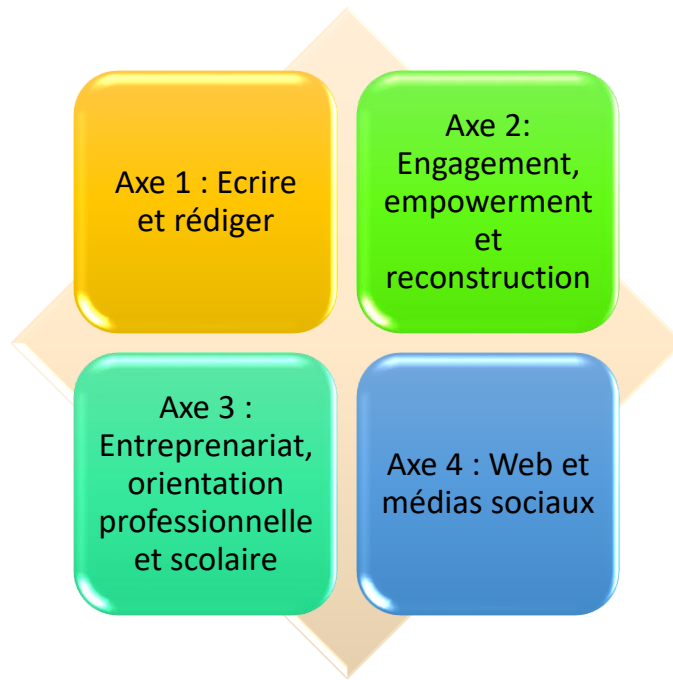 Axe 1 : Ecrire
et rédiger
Axe 2:
Engagement,
empowerment
et
reconstruction
Axe 3 :
Entreprenariat,
orientation
professionnelle
et scolaire
Axe 4 : Web et
médias sociaux